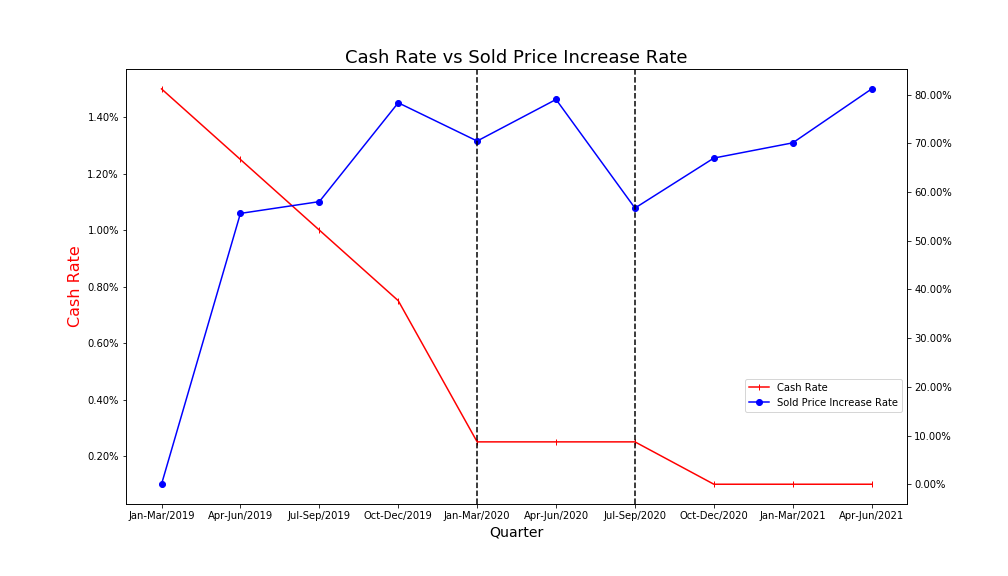 Cash Rate vs Sold Price Increase Rate
1.40%
1.20%
1.00%
0.80%
0.60%
0.40%
0.20%
Cash Rate
80.00%
70.00%
60.00%
50.00%
40.00%
30.00%
20.00%
10.00%
0.00%
Cash Rate
Sold Price Increase Rate
Jan-Mar/2019 Apr-Jun/2019 Jul-Sep/2019 Oct-Dec/2019 Jan-Mar/2020 Apr-Jun/2020 Jul-Sep/2020 Oct-Dec/2020 Jan-Mar/2021 Apr-Jun/2021
Quarter